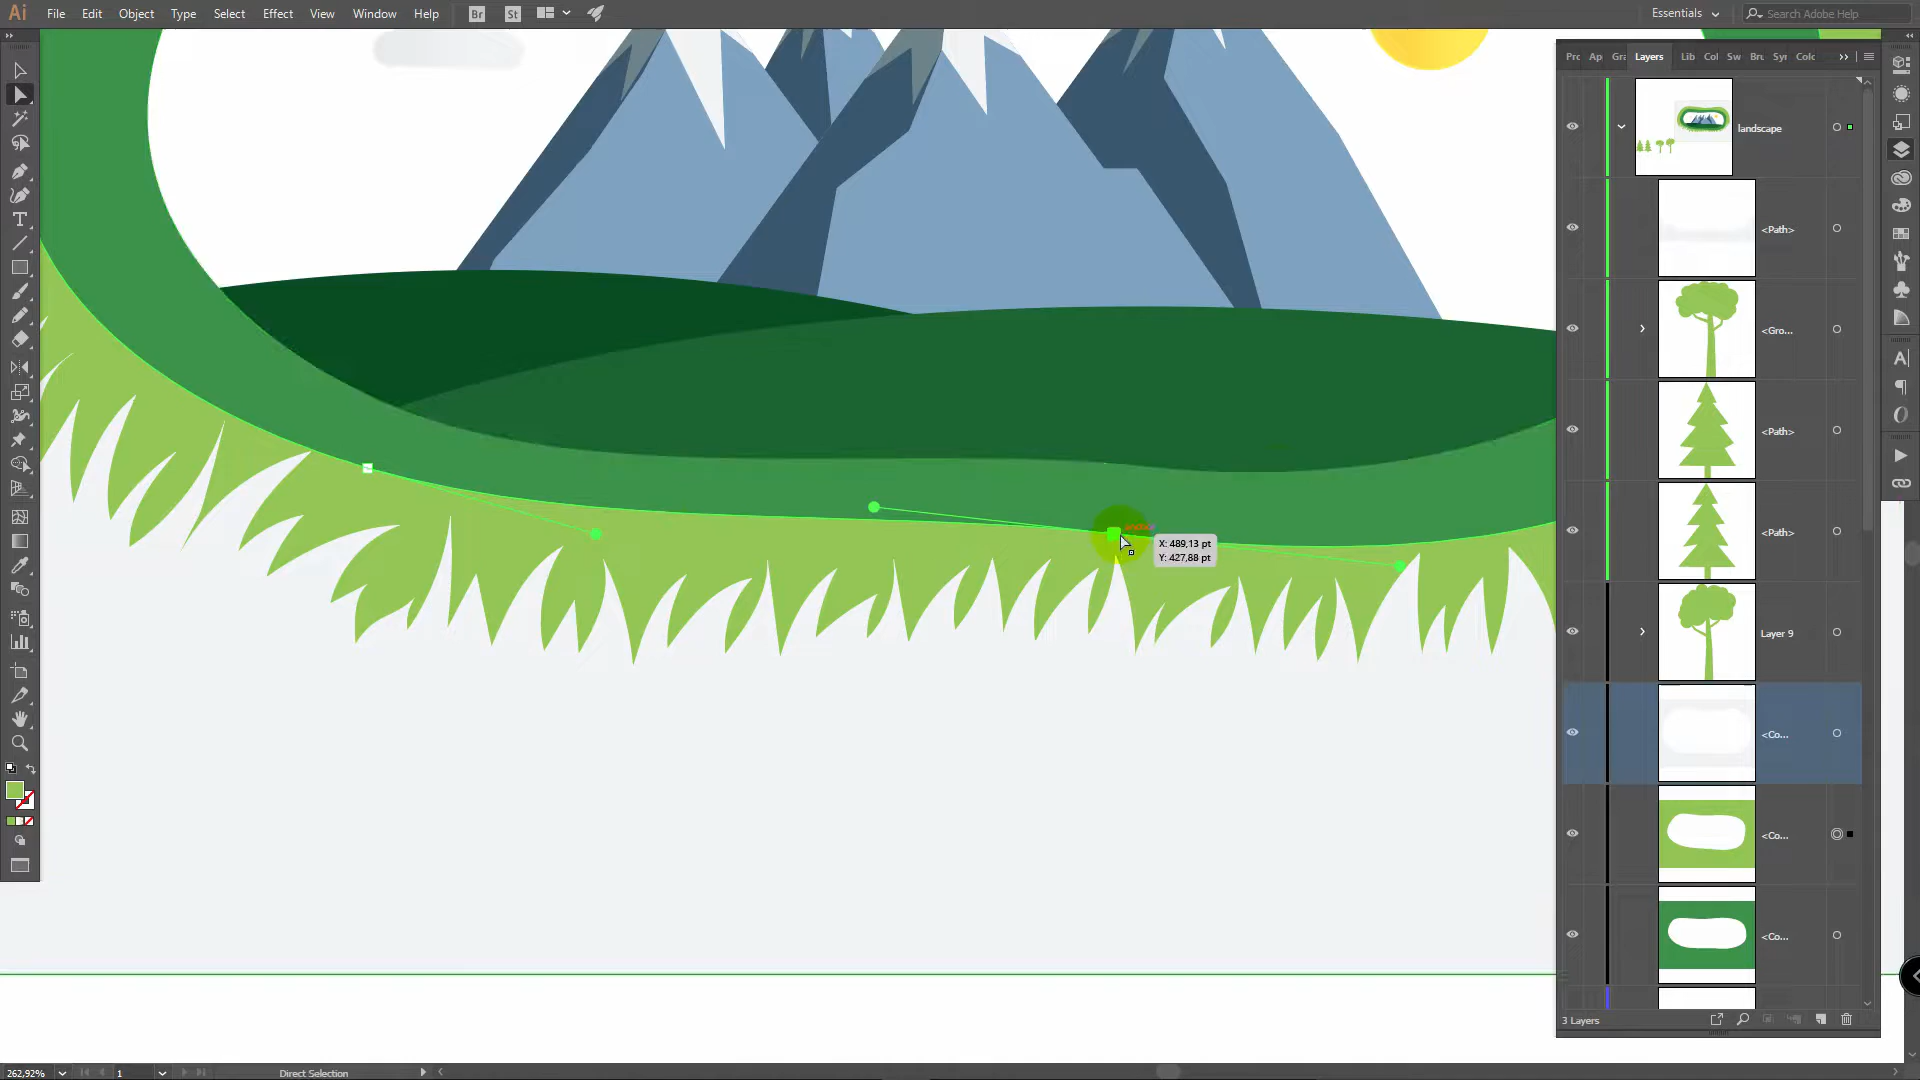 Ai File Edit Object Type Select Effect View Window Help Br St Essentials Search Adobe Help
Prc Ap Gra Layers Lib Col Sw Bru Syr Colc
landscape
<Path>
<Gro...
<Path>
<Path>
Layer 9
<Co...
<Co...
<Co...
X: 489,13 pt
Y: 427,88 pt
3 Layers
262,92% 1 Direct Selection